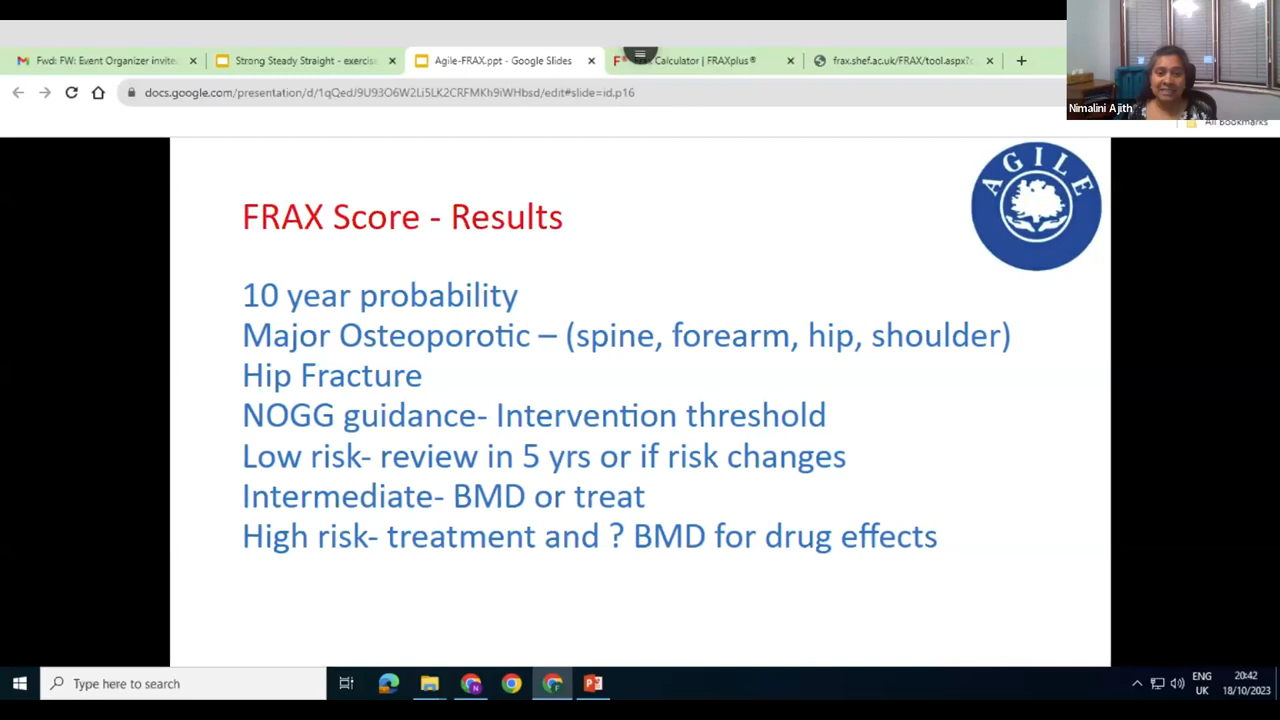 Fwd: FW: Event Organizer invite
Strong Steady Straight - exercis
Agile-FRAX.ppt - Google Slides
Frax Calculator | FRAXplus®
frax.shef.ac.uk/FRAX/tool.aspx?c
docs.google.com/presentation/d/1qQedJ9U93O6W2Li5LK2CRFMKh9iWHbsd/edit#slide=id.p16
Nimalini Ajith
All Bookmarks
AGILE
FRAX Score - Results
10 year probability
Major Osteoporotic – (spine, forearm, hip, shoulder)
Hip Fracture
NOGG guidance- Intervention threshold
Low risk- review in 5 yrs or if risk changes
Intermediate- BMD or treat
High risk- treatment and ? BMD for drug effects
Type here to search
ENG
UK
20:42
18/10/2023